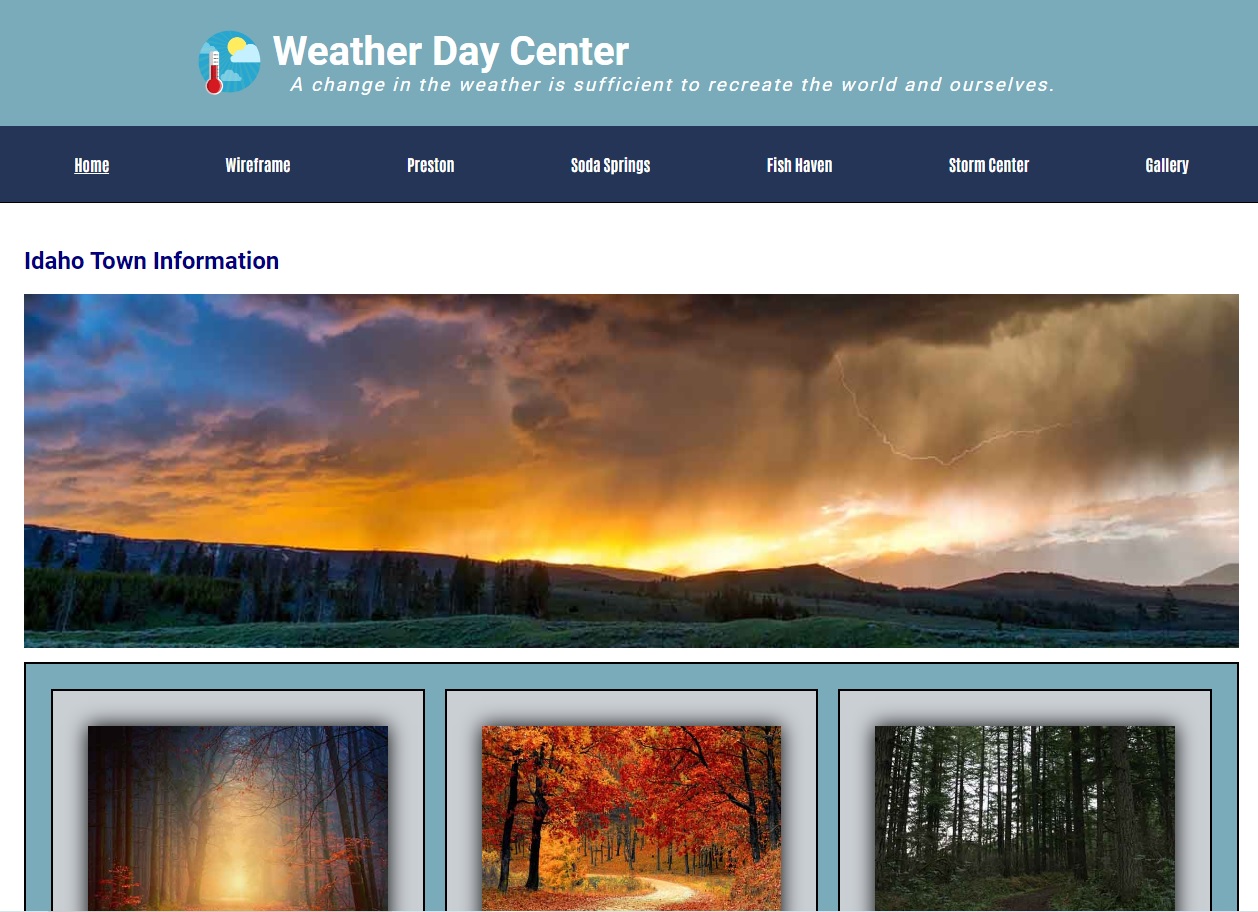 Weather Day Center
A change in the weather is sufficient to recreate the world and ourselves.
Home Wireframe Preston Soda Springs Fish Haven Storm Center Gallery
Idaho Town Information